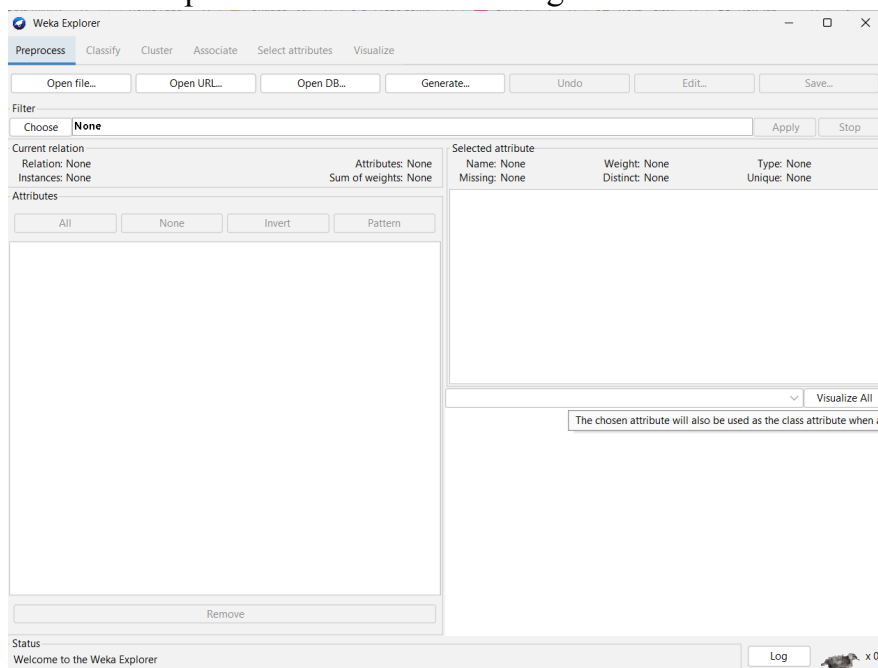 Weka Explorer
Preprocess Classify Cluster Associate Select attributes Visualize
Open file... Open URL... Open DB... Generate... Undo Edit... Save...
Filter
Choose None Apply Stop
Current relation
Relation: None Attributes: None
Instances: None Sum of weights: None
Selected attribute
Name: None Weight: None Type: None
Missing: None Distinct: None Unique: None
Attributes
All None Invert Pattern
Visualize All
The chosen attribute will also be used as the class attribute when a
Remove
Status
Welcome to the Weka Explorer
Log x 0